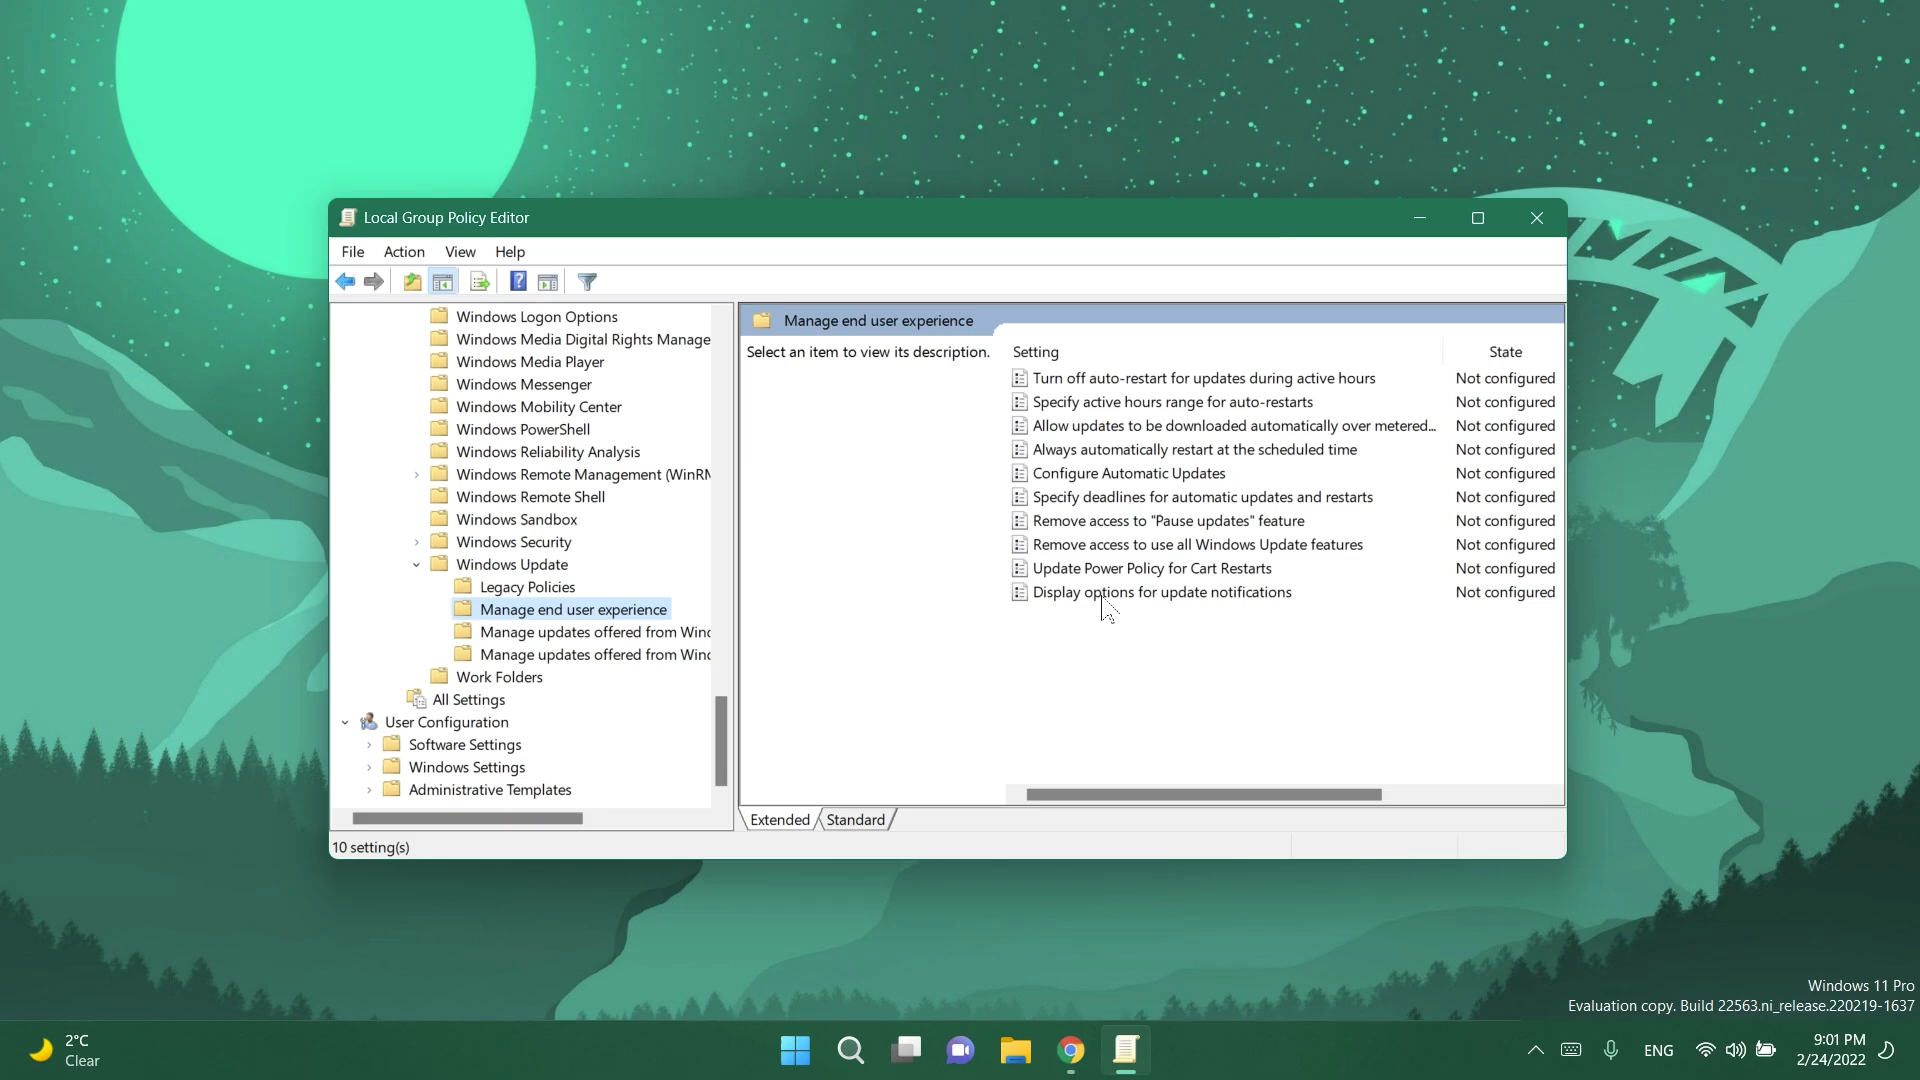 Local Group Policy Editor
File Action View Help
Windows Logon Options
Windows Media Digital Rights Manage
Windows Media Player
Windows Messenger
Windows Mobility Center
Windows PowerShell
Windows Reliability Analysis
Windows Remote Management (WinRM
Windows Remote Shell
Windows Sandbox
Windows Security
Windows Update
Legacy Policies
Manage end user experience
Manage updates offered from Wind
Manage updates offered from Wind
Work Folders
All Settings
User Configuration
Software Settings
Windows Settings
Administrative Templates
Manage end user experience
Select an item to view its description.
Setting State
Turn off auto-restart for updates during active hours Not configured
Specify active hours range for auto-restarts Not configured
Allow updates to be downloaded automatically over metered... Not configured
Always automatically restart at the scheduled time Not configured
Configure Automatic Updates Not configured
Specify deadlines for automatic updates and restarts Not configured
Remove access to "Pause updates" feature Not configured
Remove access to use all Windows Update features Not configured
Update Power Policy for Cart Restarts Not configured
Display options for update notifications Not configured
Extended Standard
10 setting(s)
Windows 11 Pro
Evaluation copy. Build 22563.ni_release.220219-1637
2°C
Clear
ENG
9:01 PM
2/24/2022